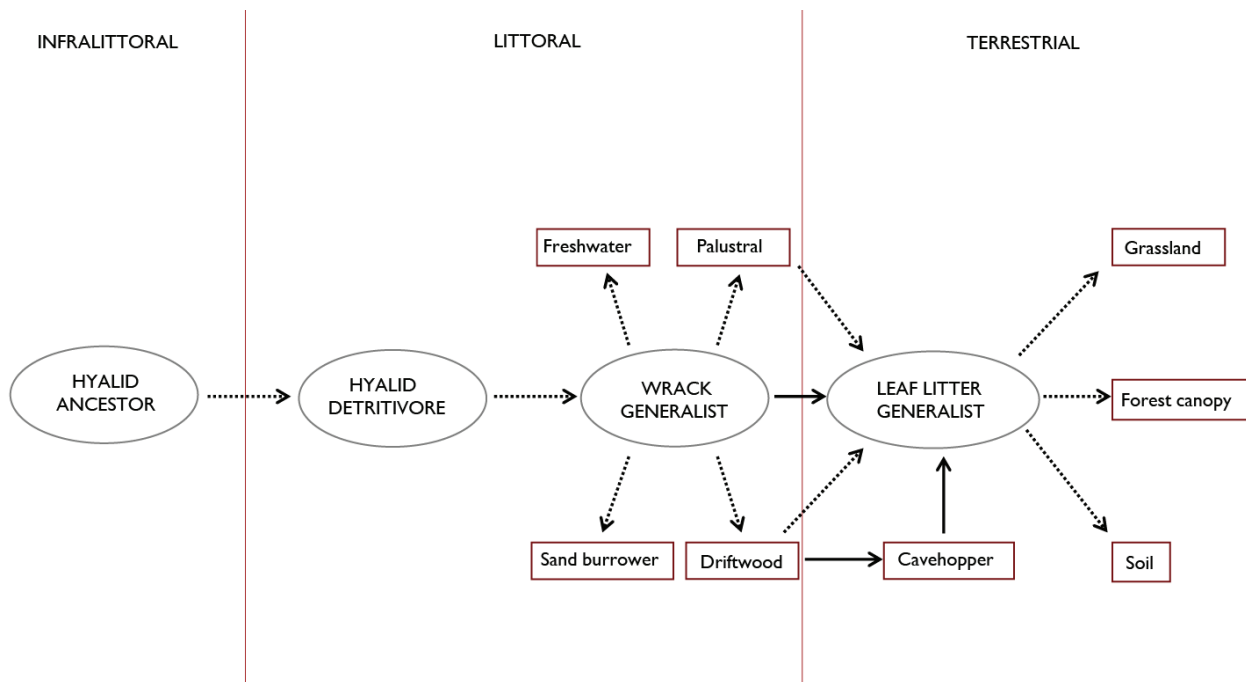 INFRALITTORAL
LITTORAL
TERRESTRIAL
Freshwater
Palustral
Grassland
HYALID
ANCESTOR
HYALID
DETRITIVORE
WRACK
GENERALIST
LEAF LITTER
GENERALIST
Forest canopy
Sand burrower
Driftwood
Cavehopper
Soil